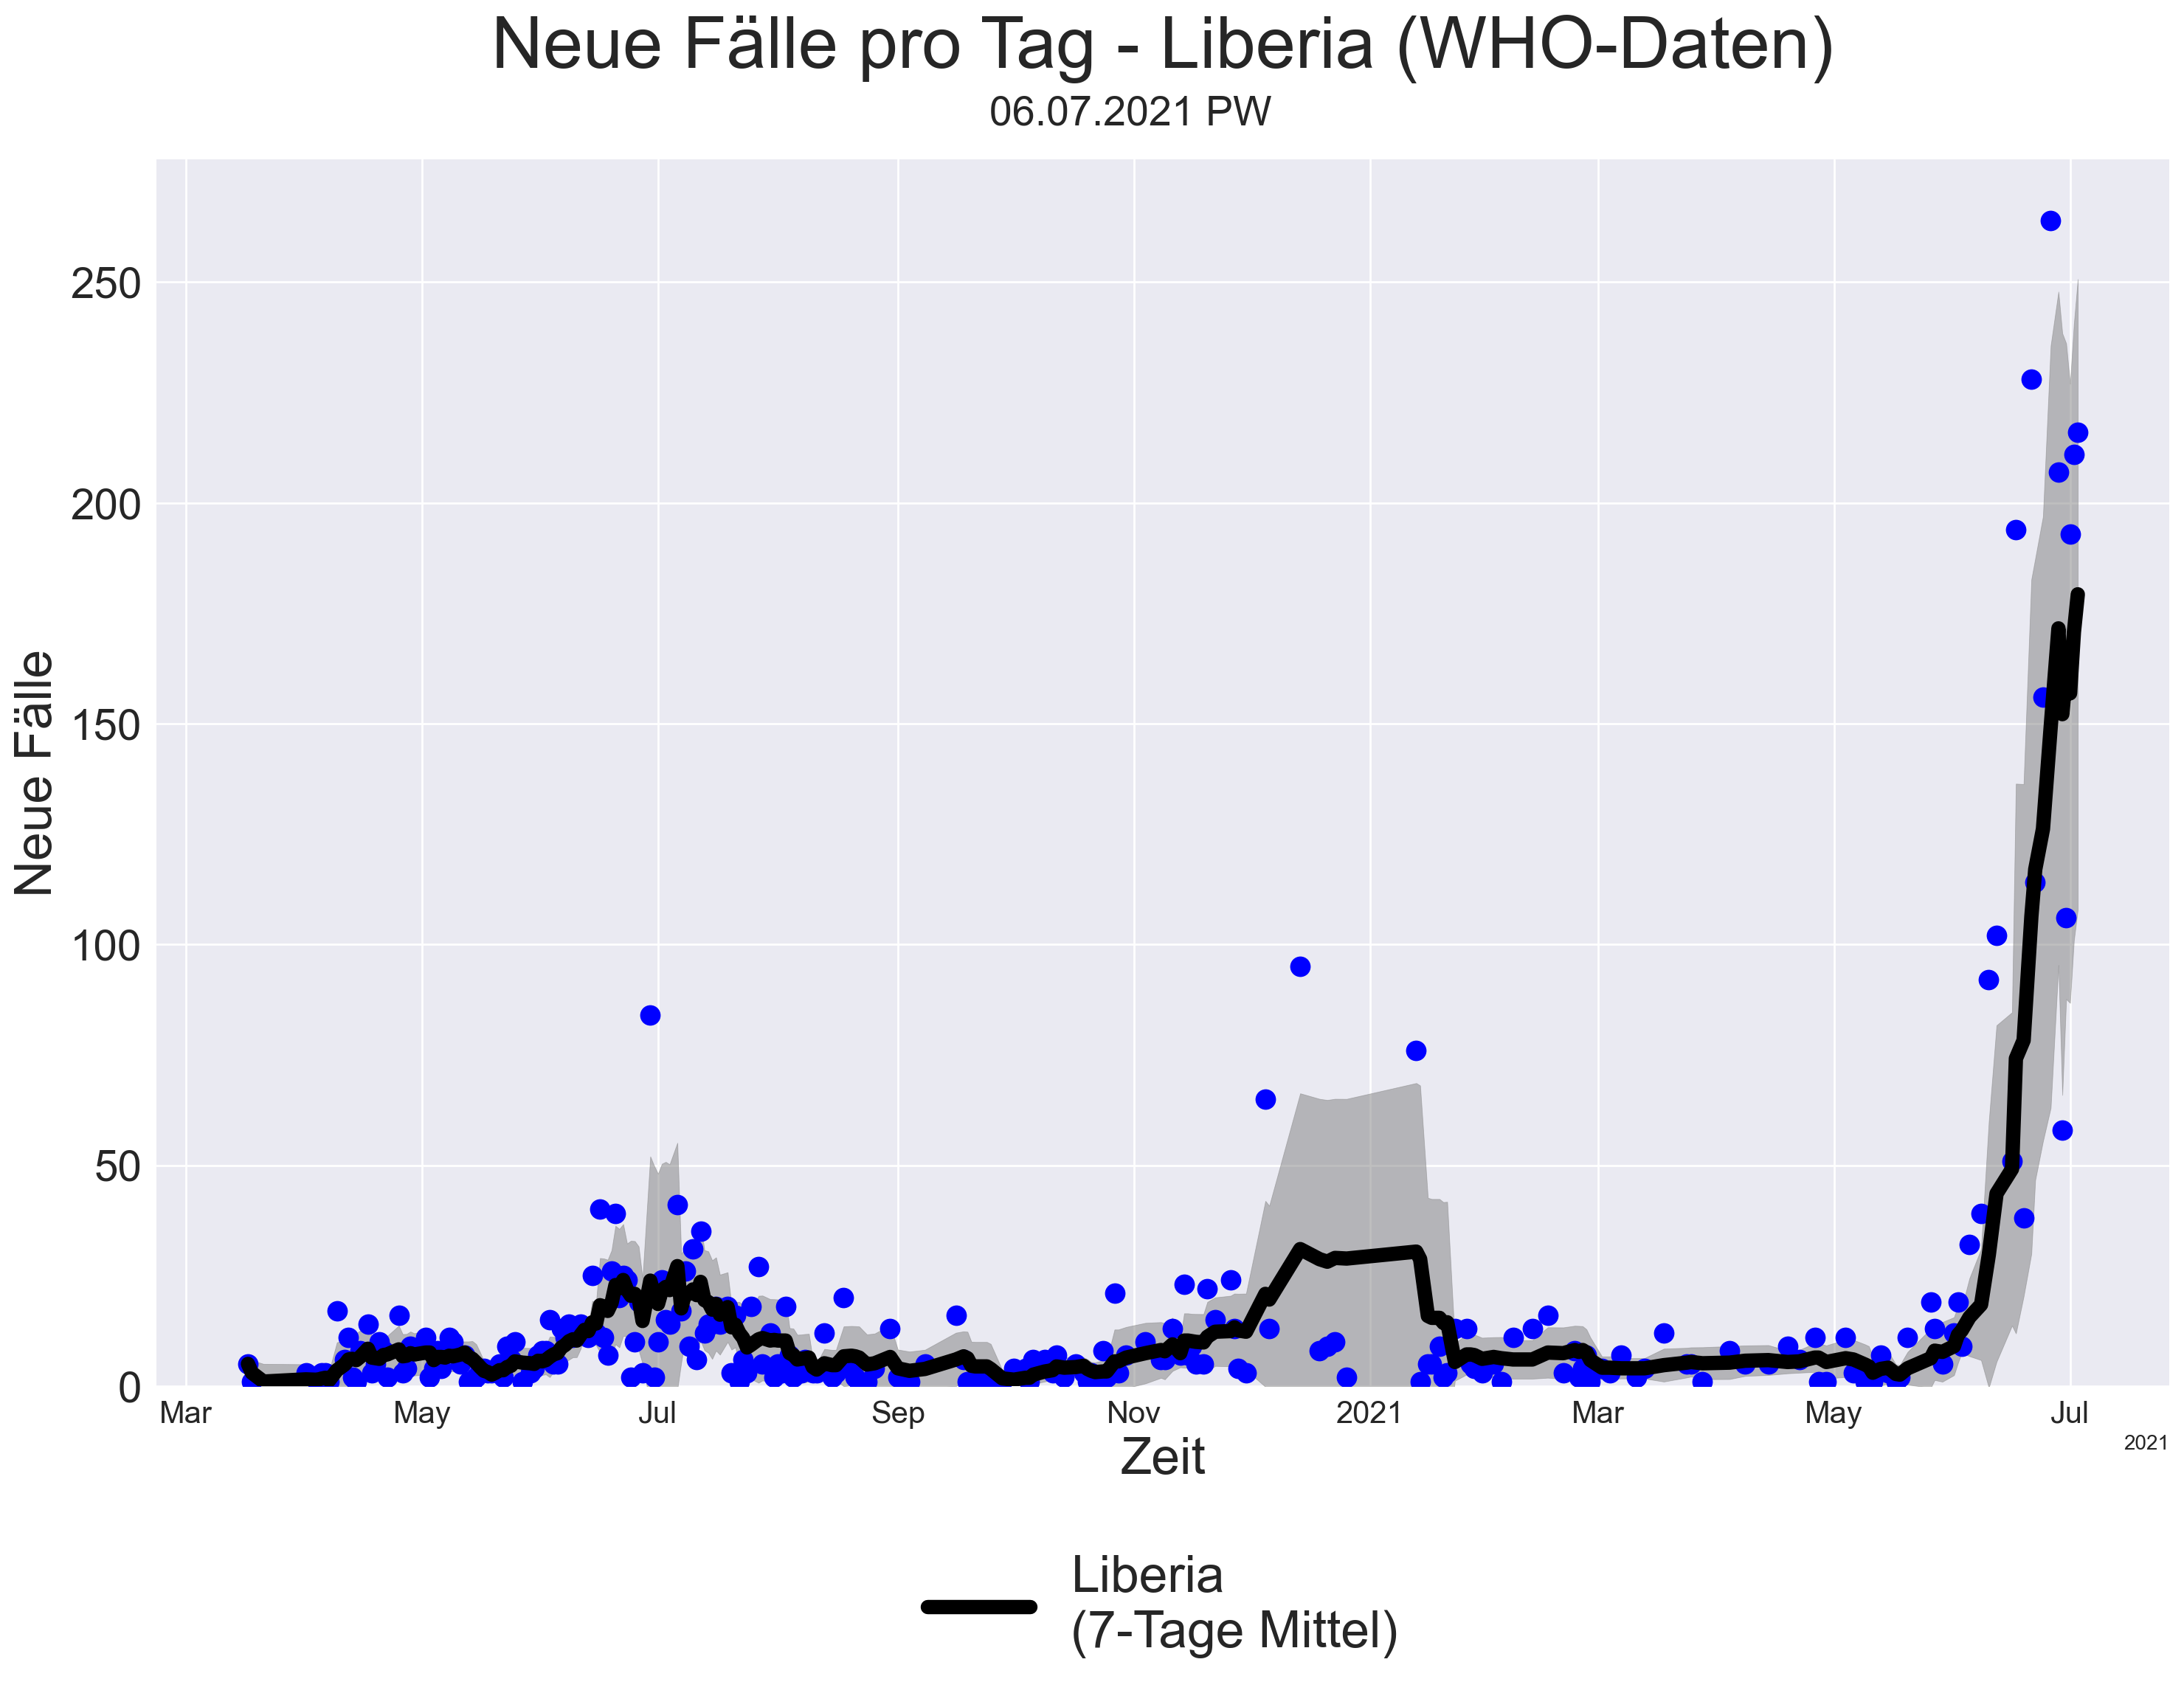 Neue Fälle pro Tag - Liberia (WHO-Daten)
06.07.2021 PW
Neue Fälle
250
200
150
100
50
0
Mar May Jul Sep Nov 2021 Mar May Jul
2021
Zeit
Liberia
(7-Tage Mittel)